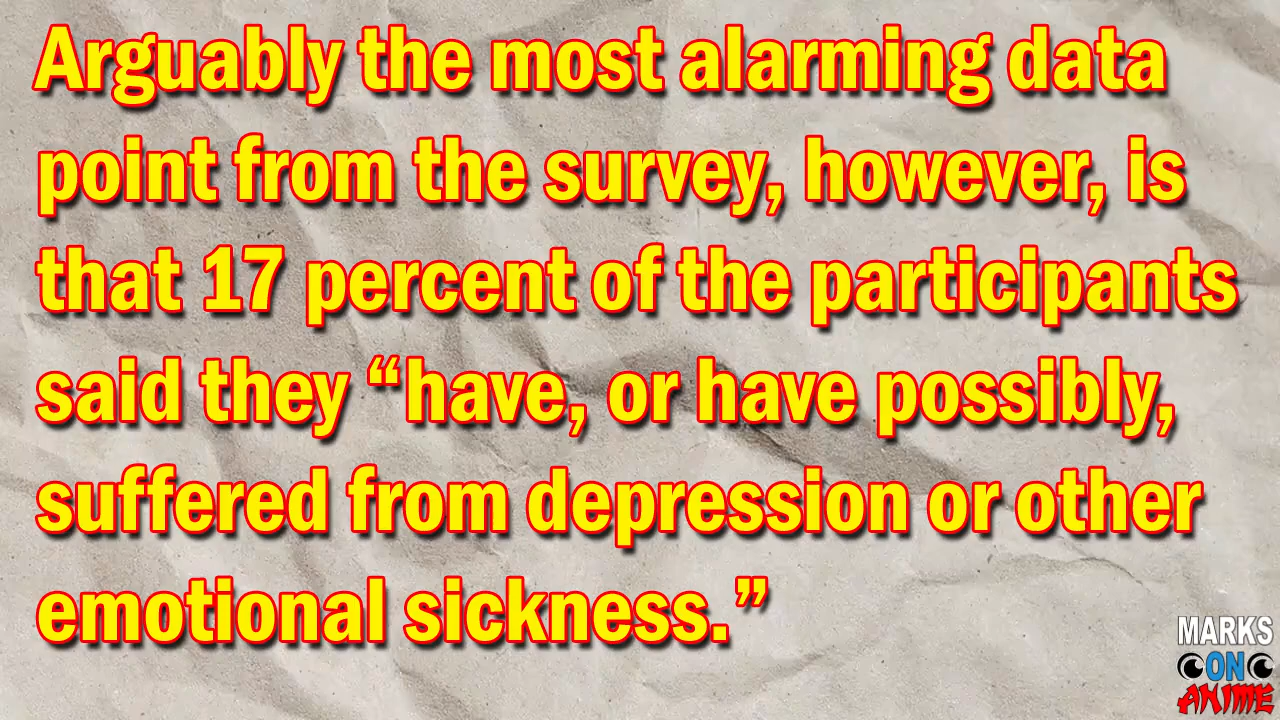 Arguably the most alarming data
point from the survey, however, is
that 17 percent of the participants
said they “have, or have possibly,
suffered from depression or other
emotional sickness.”
MARKS
ON
ANIME